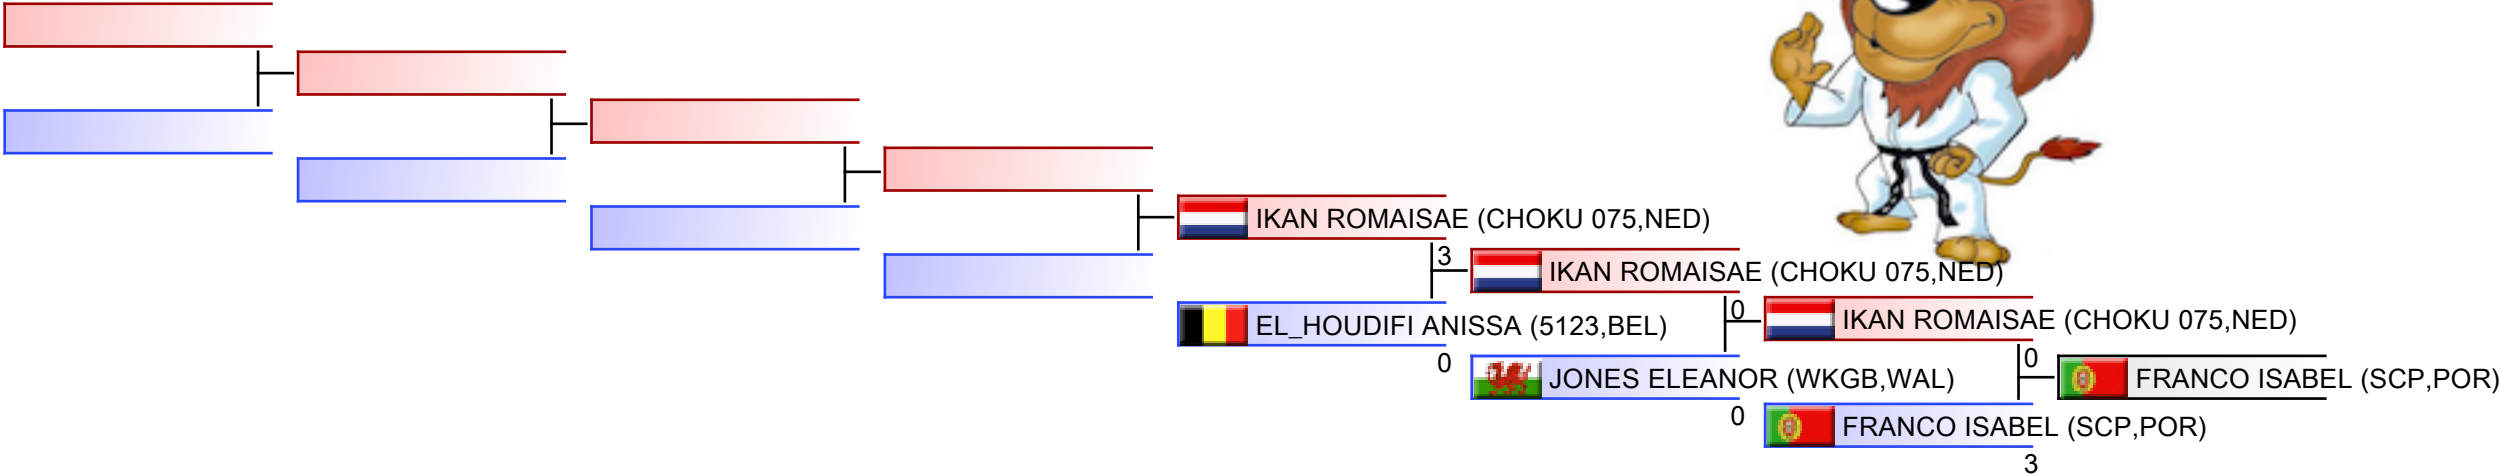 IKAN ROMAISAE (CHOKU 075,NED)
3
IKAN ROMAISAE (CHOKU 075,NED)
0
IKAN ROMAISAE (CHOKU 075,NED)
EL_HOUDIFI ANISSA (5123,BEL)
0
0
FRANCO ISABEL (SCP,POR)
JONES ELEANOR (WKGB,WAL)
0
FRANCO ISABEL (SCP,POR)
3